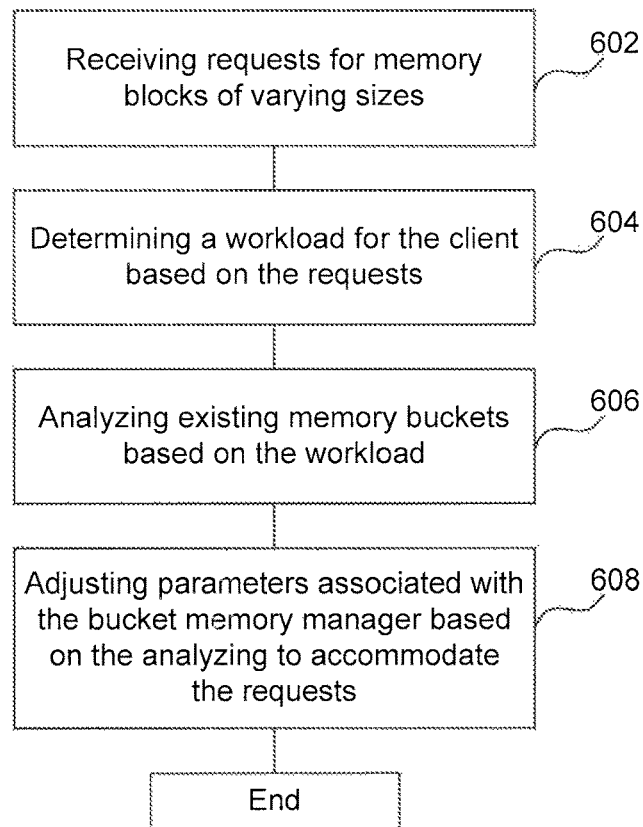 Receiving requests for memory
blocks of varying sizes
602
Determining a workload for the client
based on the requests
604
Analyzing existing memory buckets
based on the workload
606
Adjusting parameters associated with
the bucket memory manager based
on the analyzing to accommodate
the requests
608
End